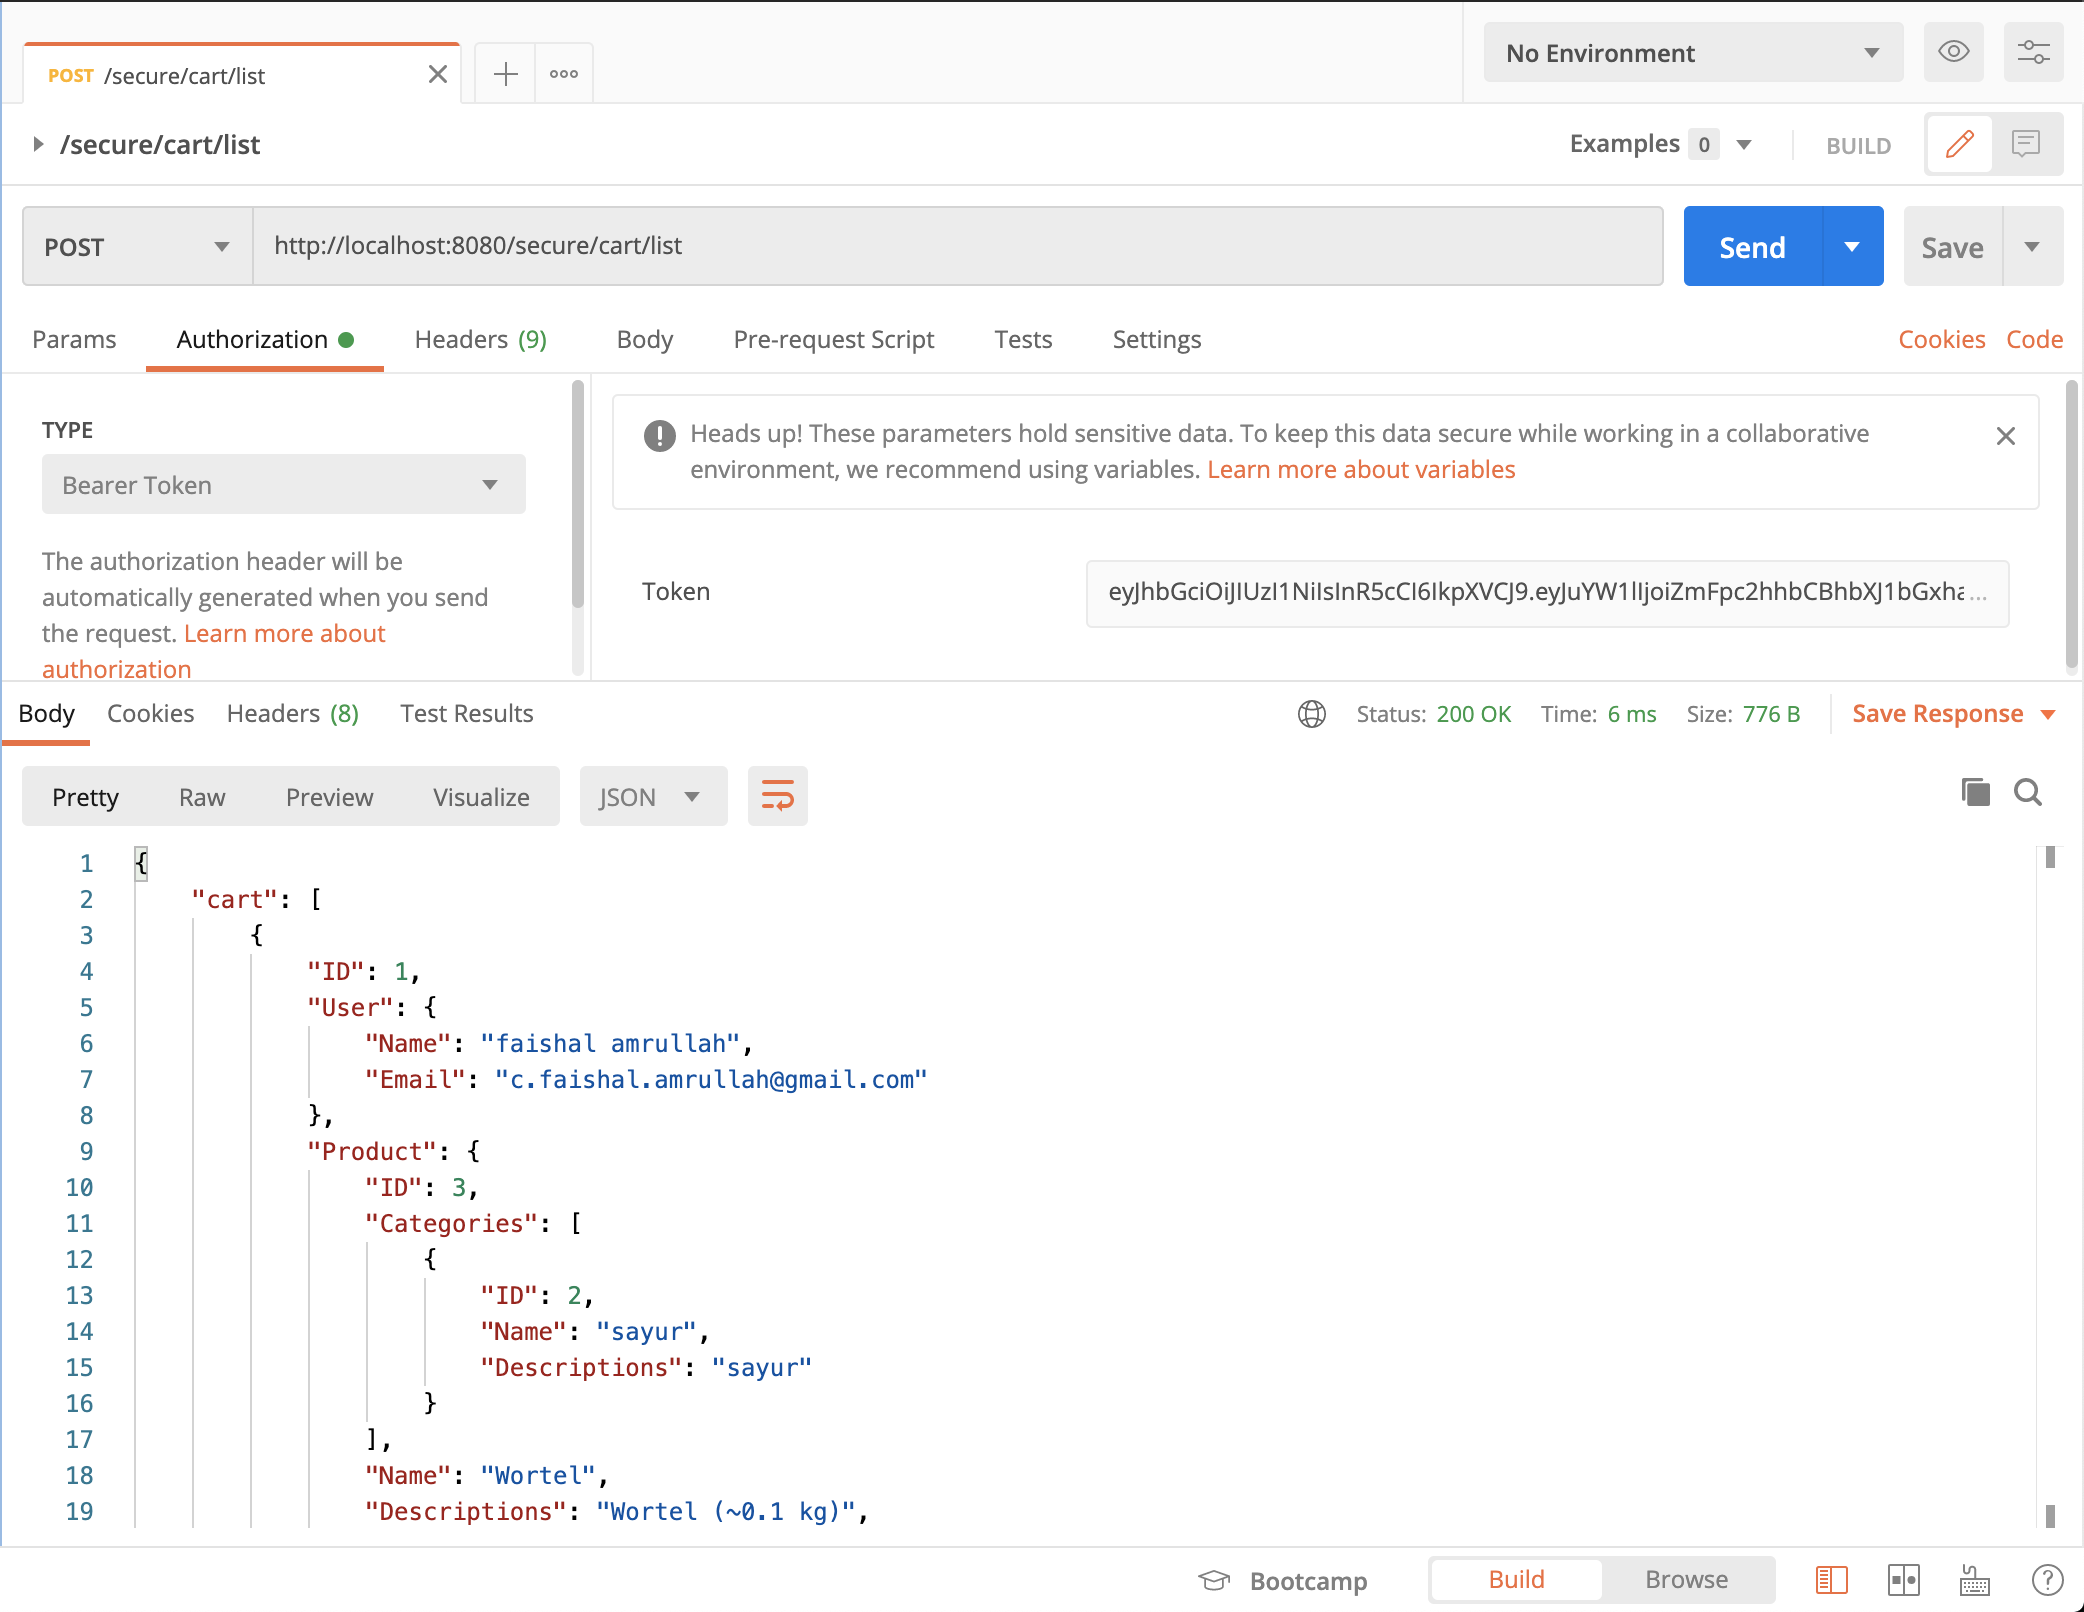 POST /secure/cart/list
No Environment
/secure/cart/list
Examples 0
BUILD
POST
http://localhost:8080/secure/cart/list
Send
Save
Params Authorization Headers (9) Body Pre-request Script Tests Settings Cookies Code
TYPE
Bearer Token
The authorization header will be
automatically generated when you send
the request. Learn more about
authorization
Heads up! These parameters hold sensitive data. To keep this data secure while working in a collaborative
environment, we recommend using variables. Learn more about variables
Token
Body Cookies Headers (8) Test Results Status: 200 OK Time: 6 ms Size: 776 B Save Response
Pretty Raw Preview Visualize JSON
1 {
2 "cart": [
3 {
4 "ID": 1,
5 "User": {
6 "Name": "faishal amrullah",
7 "Email": "c.faishal.amrullah@gmail.com"
8 },
9 "Product": {
10 "ID": 3,
11 "Categories": [
12 {
13 "ID": 2,
14 "Name": "sayur",
15 "Descriptions": "sayur"
16 }
17 ],
18 "Name": "Wortel",
19 "Descriptions": "Wortel (~0.1 kg)",
Bootcamp Build Browse